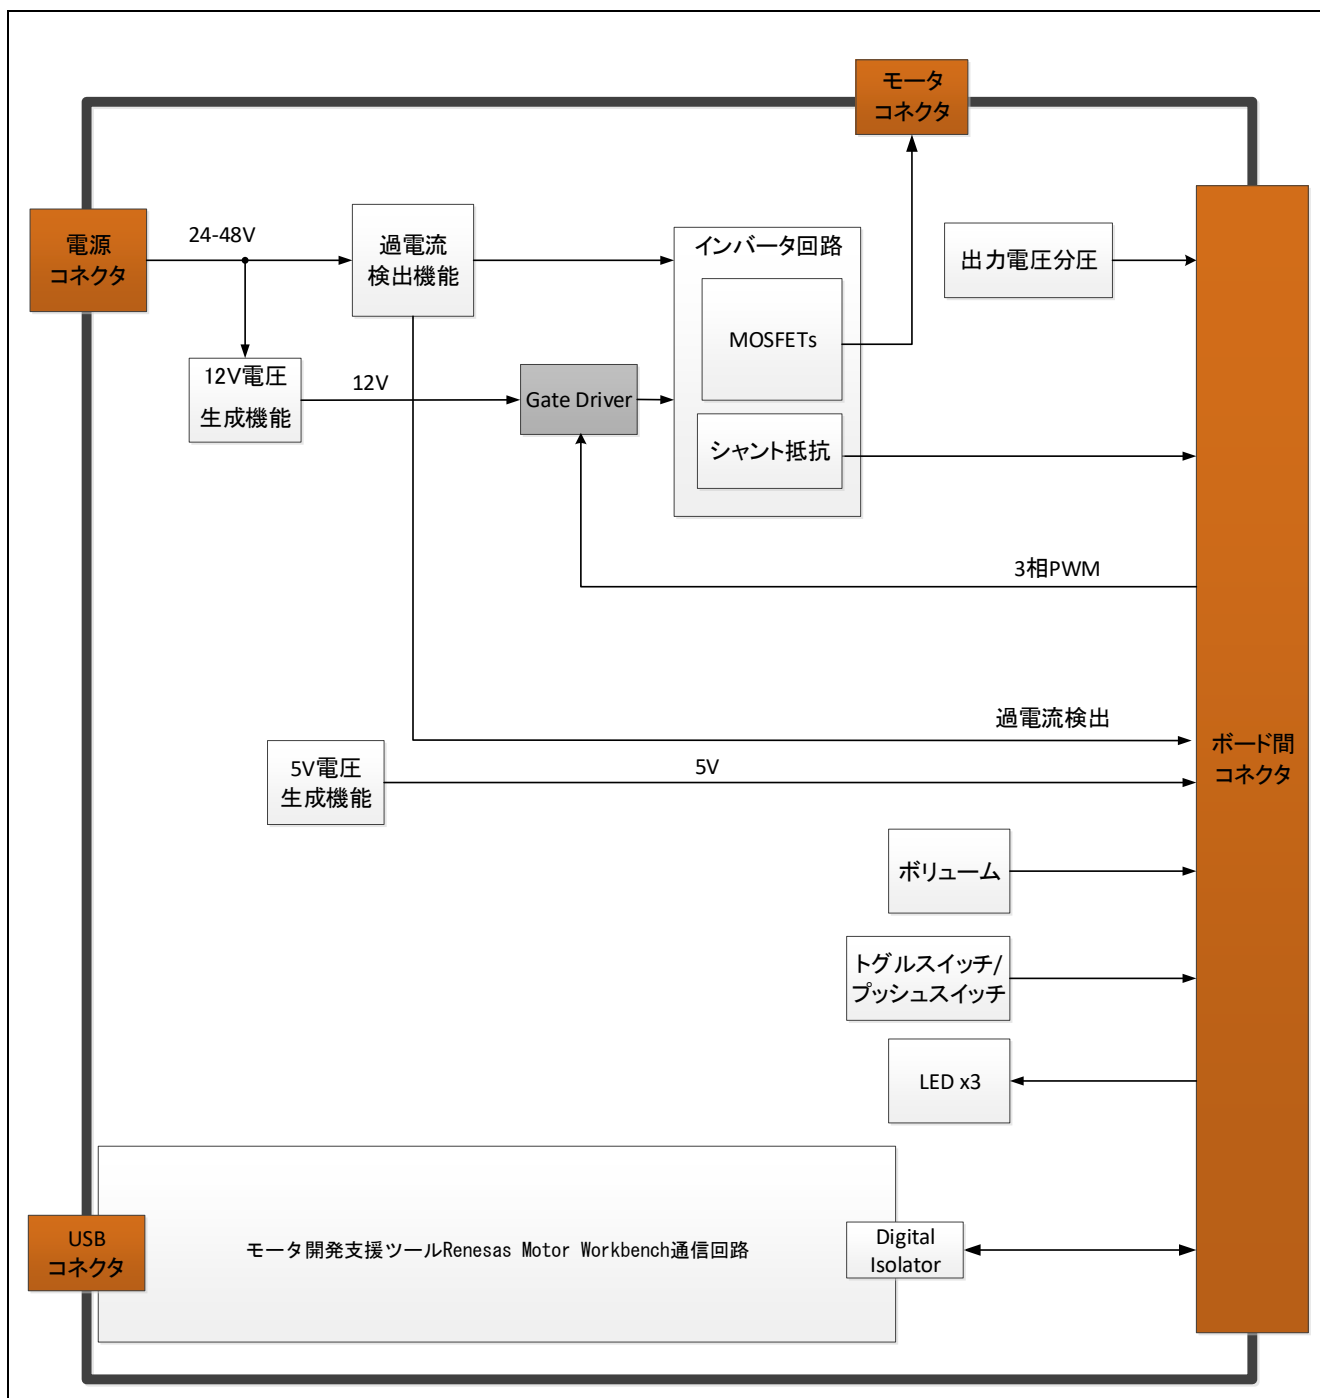 モータ
コネクタ
電源
コネクタ
24-48V
過電流
検出機能
インバータ回路
出力電圧分圧
MOSFETs
12V電圧
生成機能
12V
Gate Driver
シャント抵抗
3相PWM
過電流検出
ボード間
コネクタ
5V電圧
生成機能
5V
ボリューム
トグルスイッチ/
プッシュスイッチ
LED x3
USB
コネクタ
モータ開発支援ツールRenesas Motor Workbench通信回路
Digital
Isolator